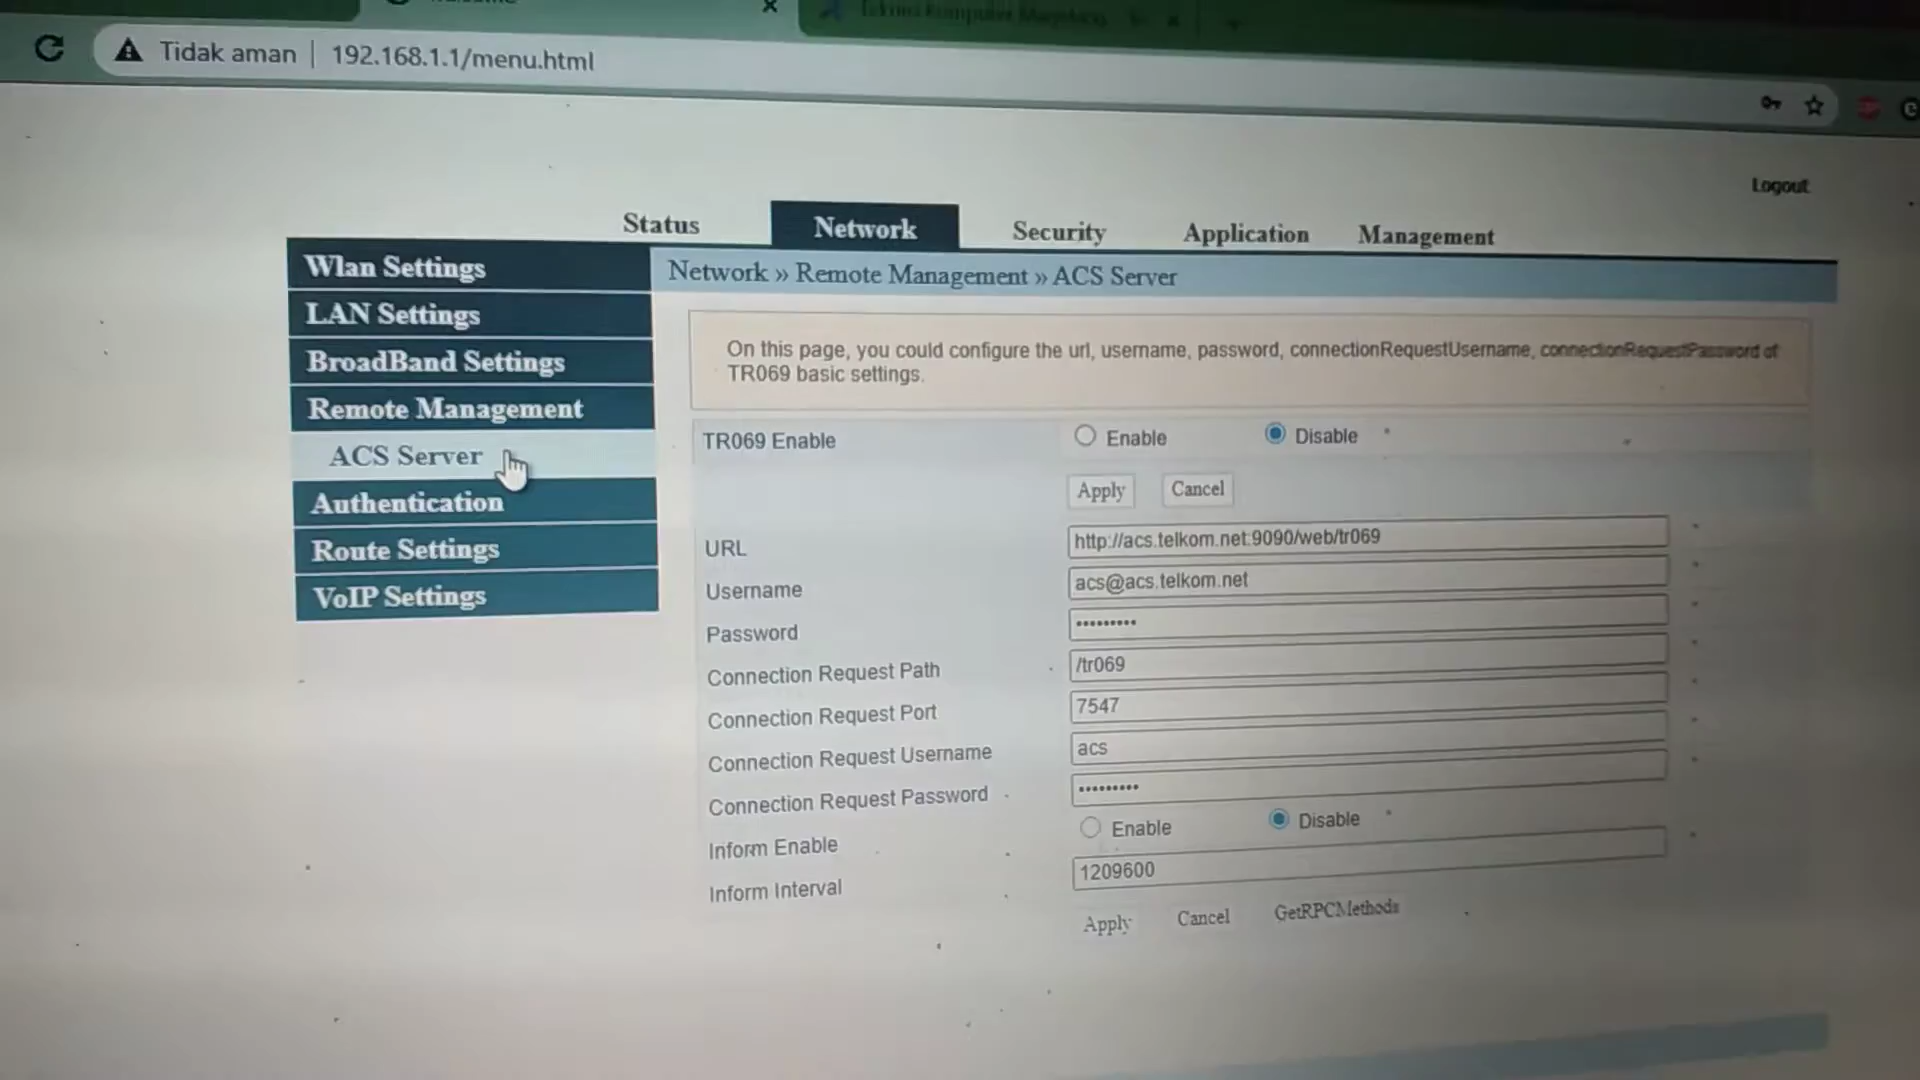 Tidak aman | 192.168.1.1/menu.html
Logout
Status Network Security Application Management
Wlan Settings
LAN Settings
BroadBand Settings
Remote Management
ACS Server
Authentication
Route Settings
VoIP Settings
Network » Remote Management » ACS Server
On this page, you could configure the url, username, password, connectionRequestUsername, connectionRequestPassword of
TR069 basic settings.
TR069 Enable Enable Disable *
Apply Cancel
URL http://acs.telkom.net:9090/web/tr069
Username acs@acs.telkom.net
Password •••••••••
Connection Request Path /tr069
Connection Request Port 7547
Connection Request Username acs
Connection Request Password •••••••••
Inform Enable Enable Disable *
Inform Interval 1209600
Apply Cancel GetRPCMethods